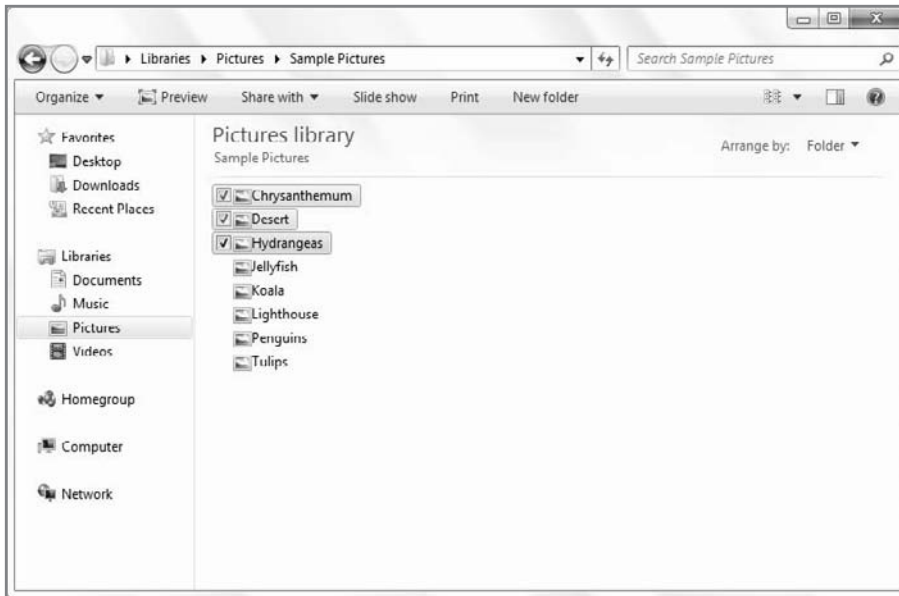 Libraries Pictures Sample Pictures
Search Sample Pictures
Organize Preview Share with Slide show Print New folder
Favorites
Desktop
Downloads
Recent Places
Libraries
Documents
Music
Pictures
Videos
Homegroup
Computer
Network
Pictures library
Sample Pictures
Arrange by: Folder
Chrysanthemum
Desert
Hydrangeas
Jellyfish
Koala
Lighthouse
Penguins
Tulips